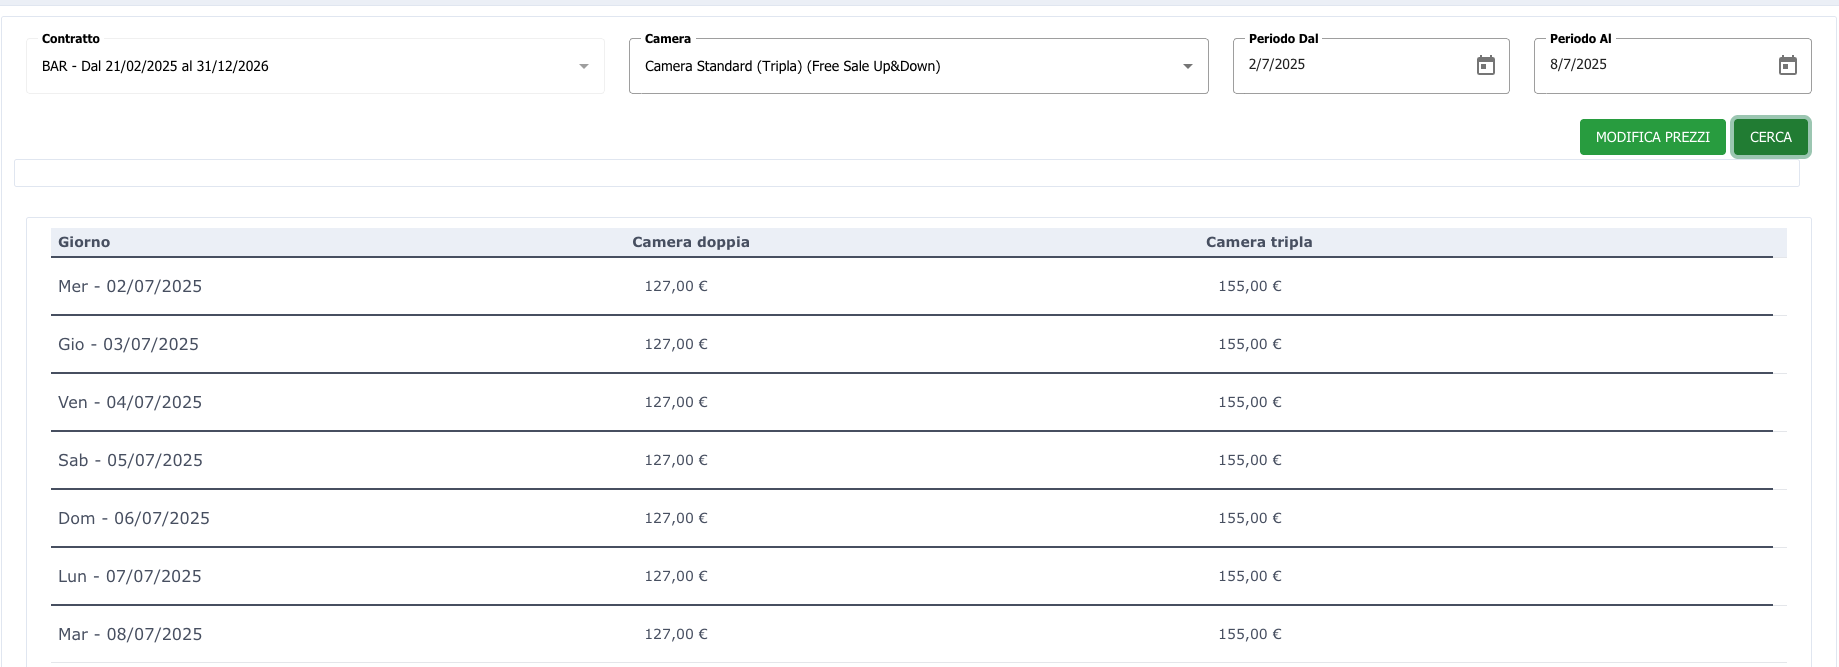 Contratto Camera Periodo Dal Periodo Al
BAR - Dal 21/02/2025 al 31/12/2026 Camera Standard (Tripla) (Free Sale Up&Down) 2/7/2025 8/7/2025
MODIFICA PREZZI CERCA
Giorno Camera doppia Camera tripla
Mer - 02/07/2025 127,00 € 155,00 €
Gio - 03/07/2025 127,00 € 155,00 €
Ven - 04/07/2025 127,00 € 155,00 €
Sab - 05/07/2025 127,00 € 155,00 €
Dom - 06/07/2025 127,00 € 155,00 €
Lun - 07/07/2025 127,00 € 155,00 €
Mar - 08/07/2025 127,00 € 155,00 €